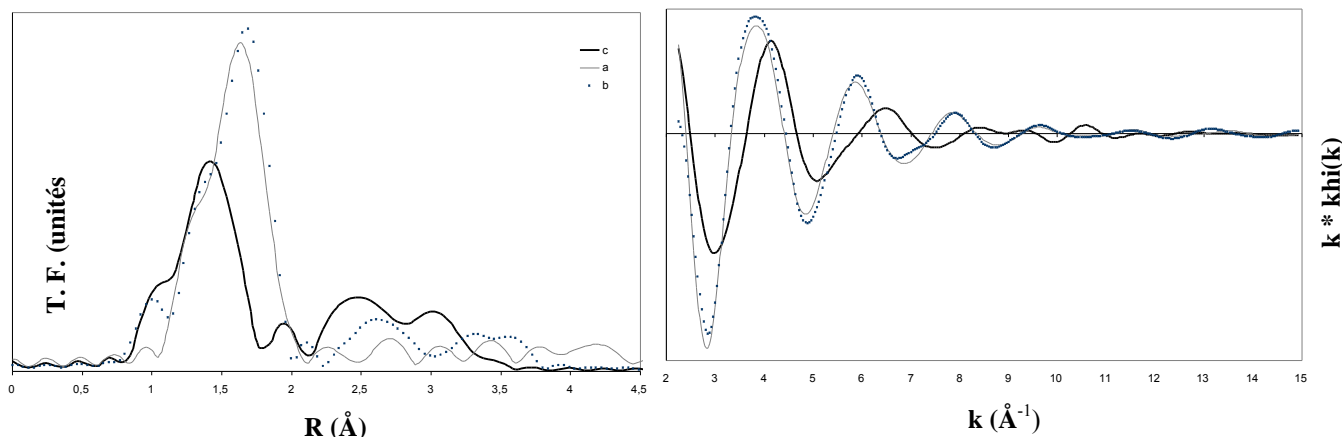 c
a
b
T. F. (unités
0 0,5 1 1,5 2 2,5 3 3,5 4 4,5
R (Å)
k * khi(k)
2 3 4 5 6 7 8 9 10 11 12 13 14 15
k (Å⁻¹)